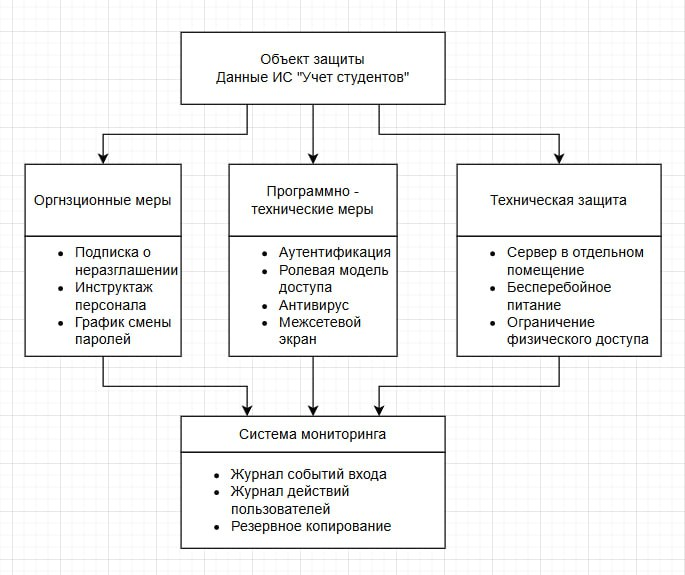 Объект защиты
Данные ИС "Учет студентов"
Оргнзционные меры
Подписка о
неразглашении
Инструктаж
персонала
График смены
паролей
Программно -
технические меры
Аутентификация
Ролевая модель
доступа
Антивирус
Межсетевой
экран
Техническая защита
Сервер в отдельном
помещение
Бесперебойное
питание
Ограничение
физического доступа
Система мониторинга
Журнал событий входа
Журнал действий
пользователей
Резервное копирование